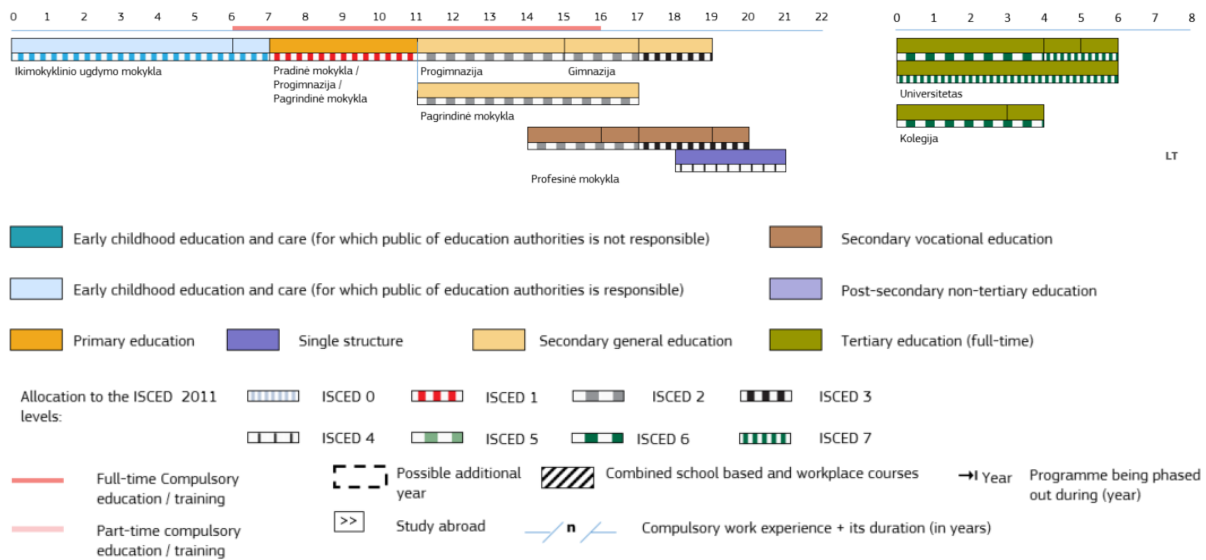 0 1 2 3 4 5 6 7 8 9 10 11 12 13 14 15 16 17 18 19 20 21 22
0 1 2 3 4 5 6 7 8
Ikimokyklinio ugdymo mokykla
Pradinė mokykla /
Progimnazija /
Pagrindinė mokykla
Progimnazija
Gimnazija
Pagrindinė mokykla
Profesinė mokykla
Universitetas
Kolegija
LT
Early childhood education and care (for which public of education authorities is not responsible)
Secondary vocational education
Early childhood education and care (for which public of education authorities is responsible)
Post-secondary non-tertiary education
Primary education
Single structure
Secondary general education
Tertiary education (full-time)
Allocation to the ISCED 2011
levels:
ISCED 0
ISCED 1
ISCED 2
ISCED 3
ISCED 4
ISCED 5
ISCED 6
ISCED 7
Full-time Compulsory
education / training
Possible additional
year
Combined school based and workplace courses
Year
Programme being phased
out during (year)
Part-time compulsory
education / training
>>
Study abroad
n
Compulsory work experience + its duration (in years)